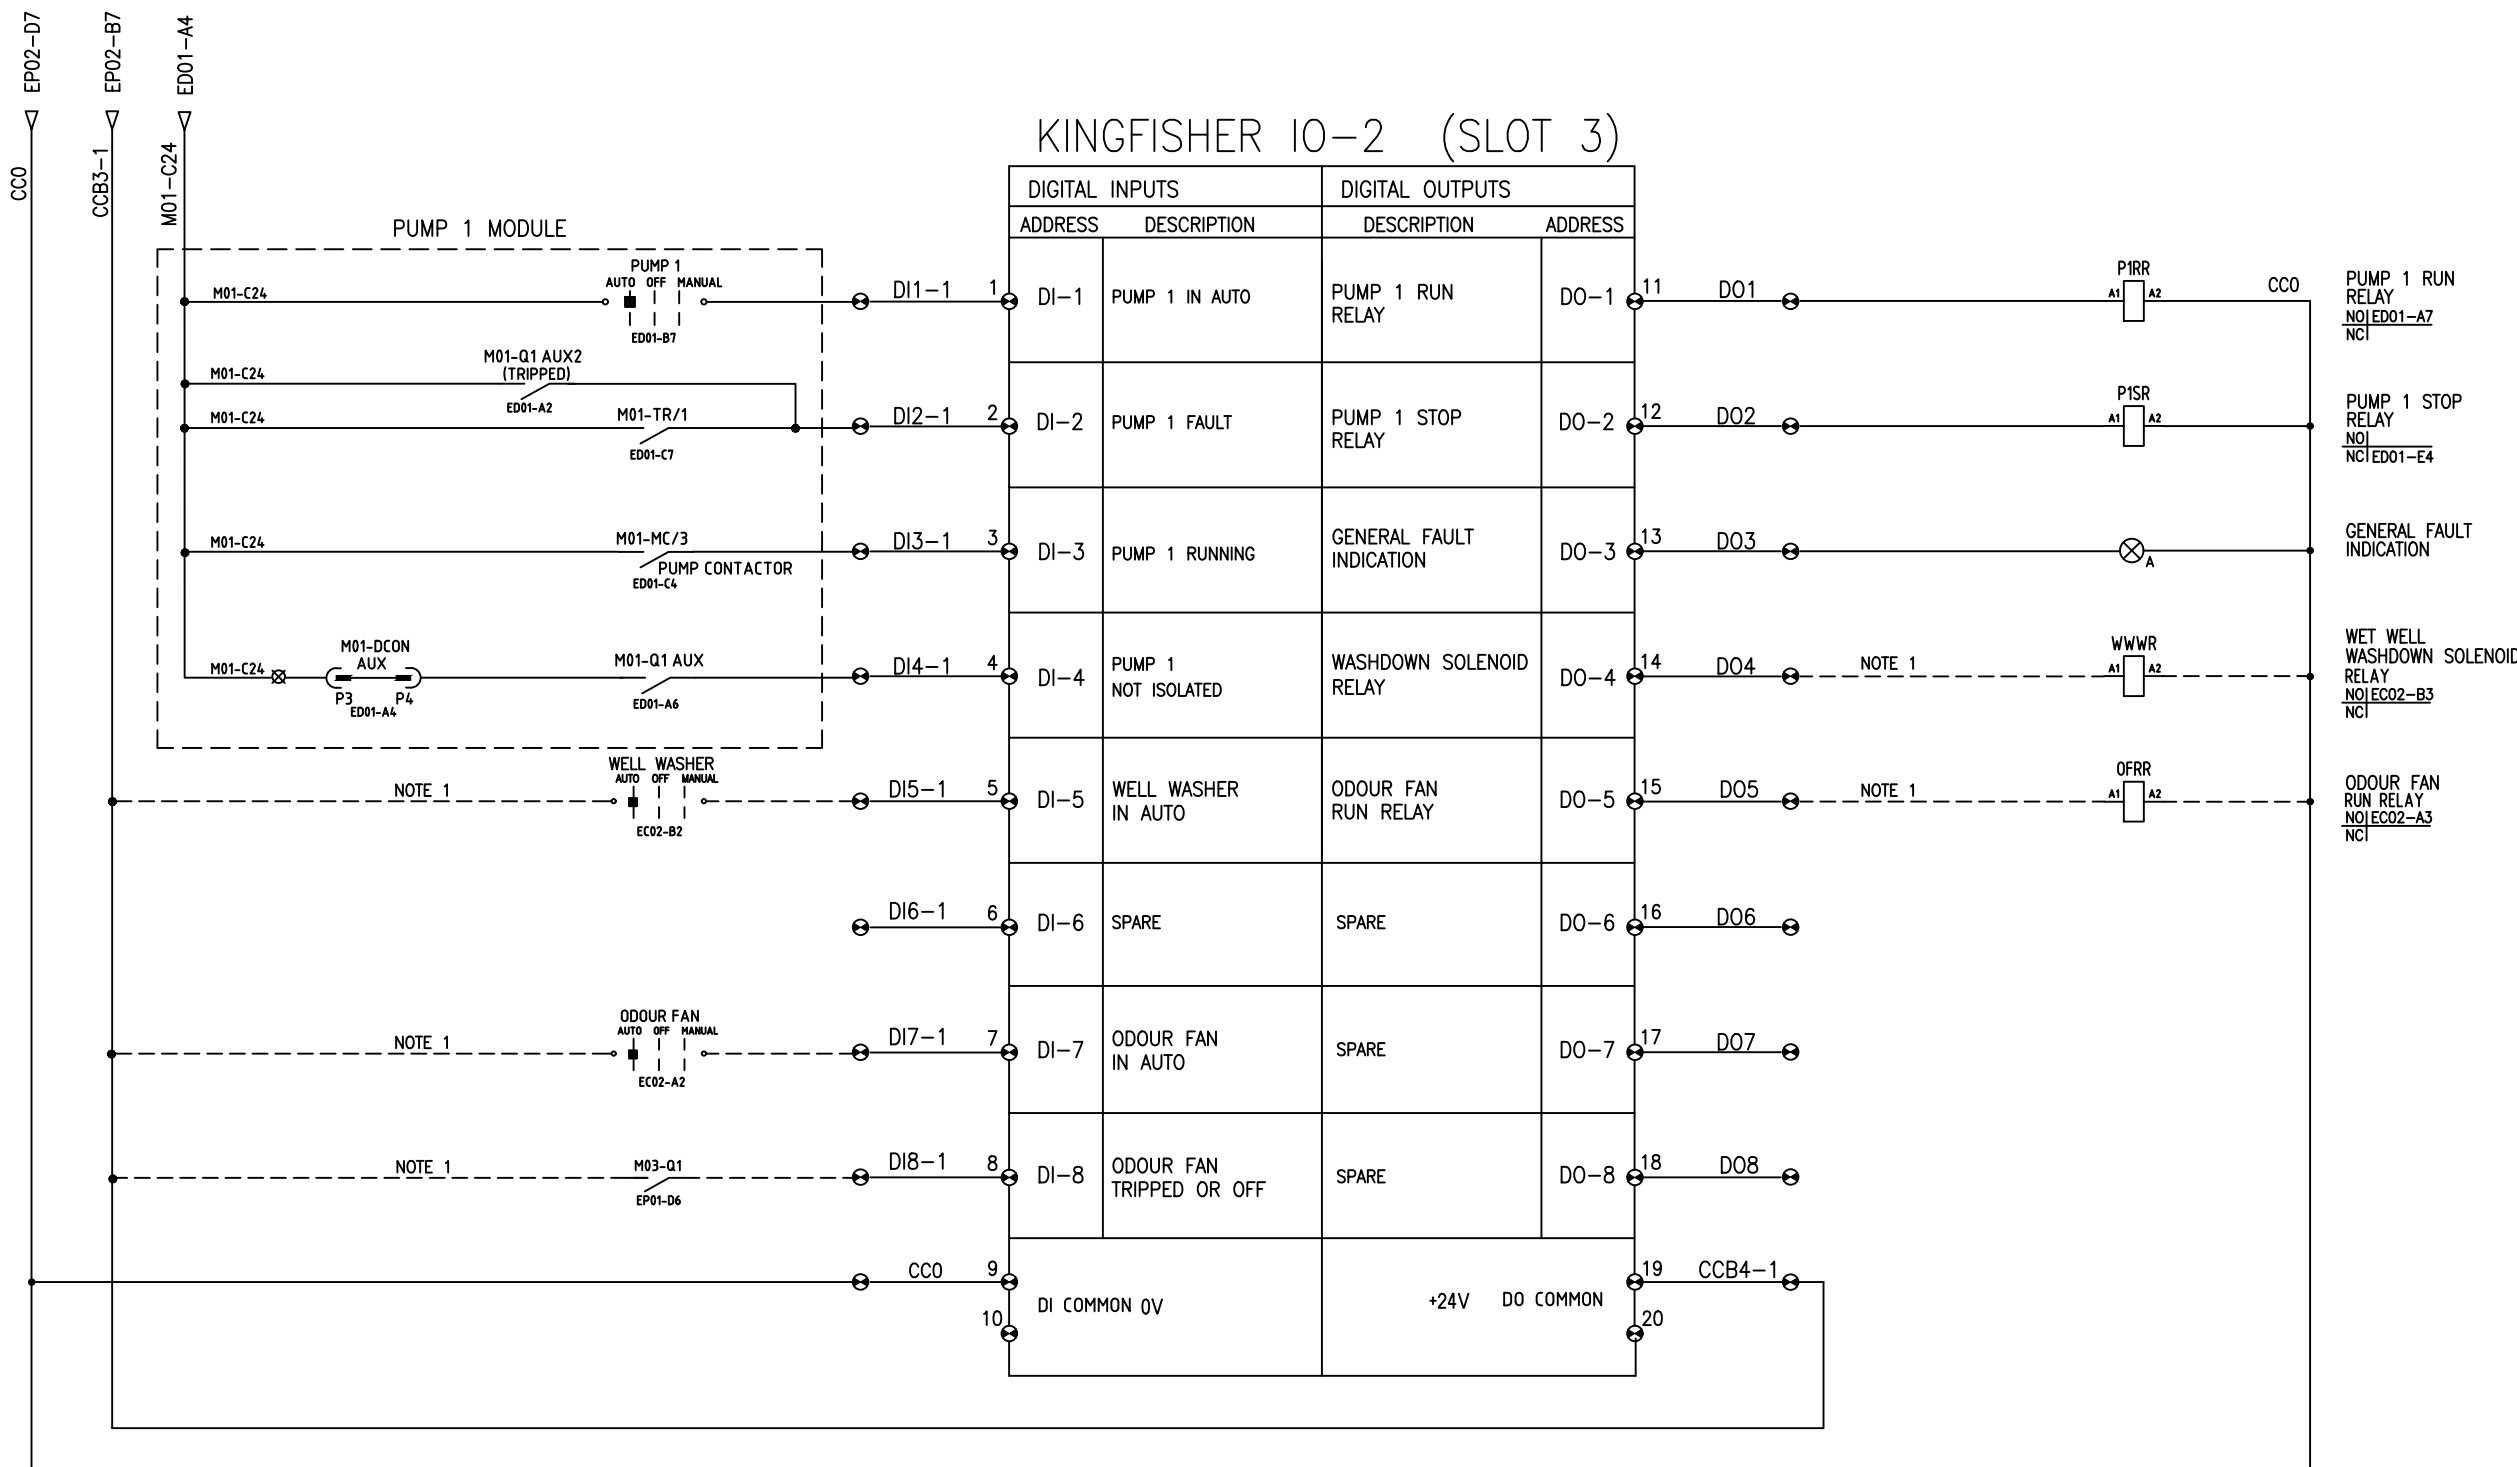 EP02-D7
EP02-B7
ED01-A4
CC0
CCB3-1
M01-C24
KINGFISHER IO-2 (SLOT 3)
DIGITAL INPUTS
DIGITAL OUTPUTS
ADDRESS
DESCRIPTION
DESCRIPTION
ADDRESS
PUMP 1 MODULE
M01-C24
PUMP 1
AUTO OFF MANUAL
ED01-B7
DI1-1
1
DI-1
PUMP 1 IN AUTO
PUMP 1 RUN
RELAY
DO-1
11
DO1
P1RR
A1
A2
CC0
PUMP 1 RUN
RELAY
NO ED01-A7
NC
M01-C24
M01-Q1 AUX2
(TRIPPED)
ED01-A2
M01-C24
M01-TR/1
ED01-C7
DI2-1
2
DI-2
PUMP 1 FAULT
PUMP 1 STOP
RELAY
DO-2
12
DO2
P1SR
A1
A2
PUMP 1 STOP
RELAY
NO
NC ED01-E4
M01-C24
M01-MC/3
PUMP CONTACTOR
ED01-C4
DI3-1
3
DI-3
PUMP 1 RUNNING
GENERAL FAULT
INDICATION
DO-3
13
DO3
A
GENERAL FAULT
INDICATION
M01-C24
M01-DCON
AUX
P3
P4
ED01-A4
M01-Q1 AUX
ED01-A6
DI4-1
4
DI-4
PUMP 1
NOT ISOLATED
WASHDOWN SOLENOID
RELAY
DO-4
14
DO4
NOTE 1
WWWR
A1
A2
WET WELL
WASHDOWN SOLENOID
RELAY
NO EC02-B3
NC
NOTE 1
WELL WASHER
AUTO OFF MANUAL
EC02-B2
DI5-1
5
DI-5
WELL WASHER
IN AUTO
ODOUR FAN
RUN RELAY
DO-5
15
DO5
NOTE 1
OFRR
A1
A2
ODOUR FAN
RUN RELAY
NO EC02-A3
NC
DI6-1
6
DI-6
SPARE
SPARE
DO-6
16
DO6
NOTE 1
ODOUR FAN
AUTO OFF MANUAL
EC02-A2
DI7-1
7
DI-7
ODOUR FAN
IN AUTO
SPARE
DO-7
17
DO7
NOTE 1
M03-Q1
EP01-D6
DI8-1
8
DI-8
ODOUR FAN
TRIPPED OR OFF
SPARE
DO-8
18
DO8
CC0
9
DI COMMON 0V
10
+24V DO COMMON
19
CCB4-1
20